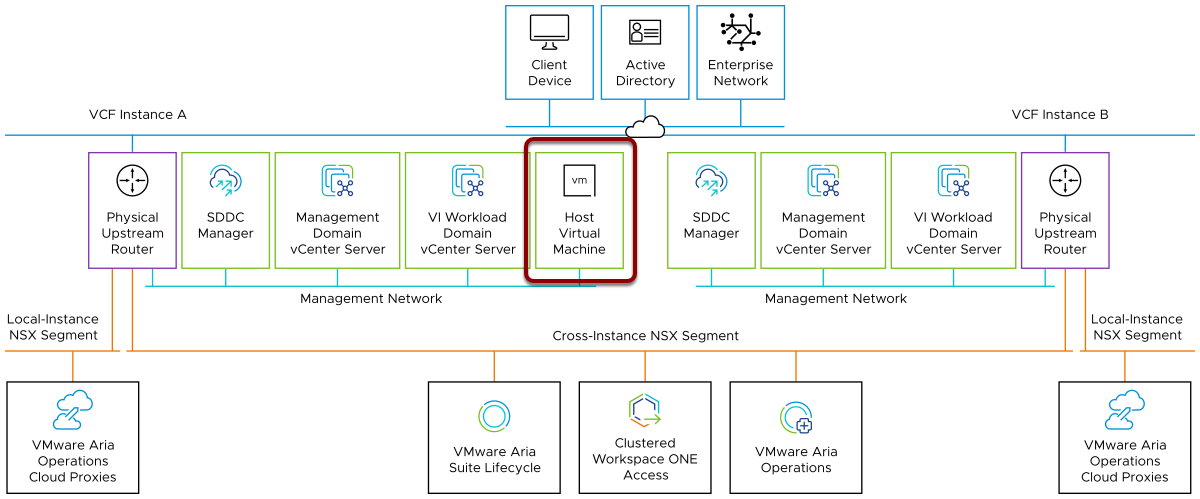 Client
Device
Active
Directory
Enterprise
Network
VCF Instance A
VCF Instance B
Physical
Upstream
Router
SDDC
Manager
Management
Domain
vCenter Server
VI Workload
Domain
vCenter Server
vm
Host
Virtual
Machine
SDDC
Manager
Management
Domain
vCenter Server
VI Workload
Domain
vCenter Server
Physical
Upstream
Router
Management Network
Management Network
Local-Instance
NSX Segment
Cross-Instance NSX Segment
Local-Instance
NSX Segment
VMware Aria
Operations
Cloud Proxies
VMware Aria
Suite Lifecycle
Clustered
Workspace ONE
Access
VMware Aria
Operations
VMware Aria
Operations
Cloud Proxies